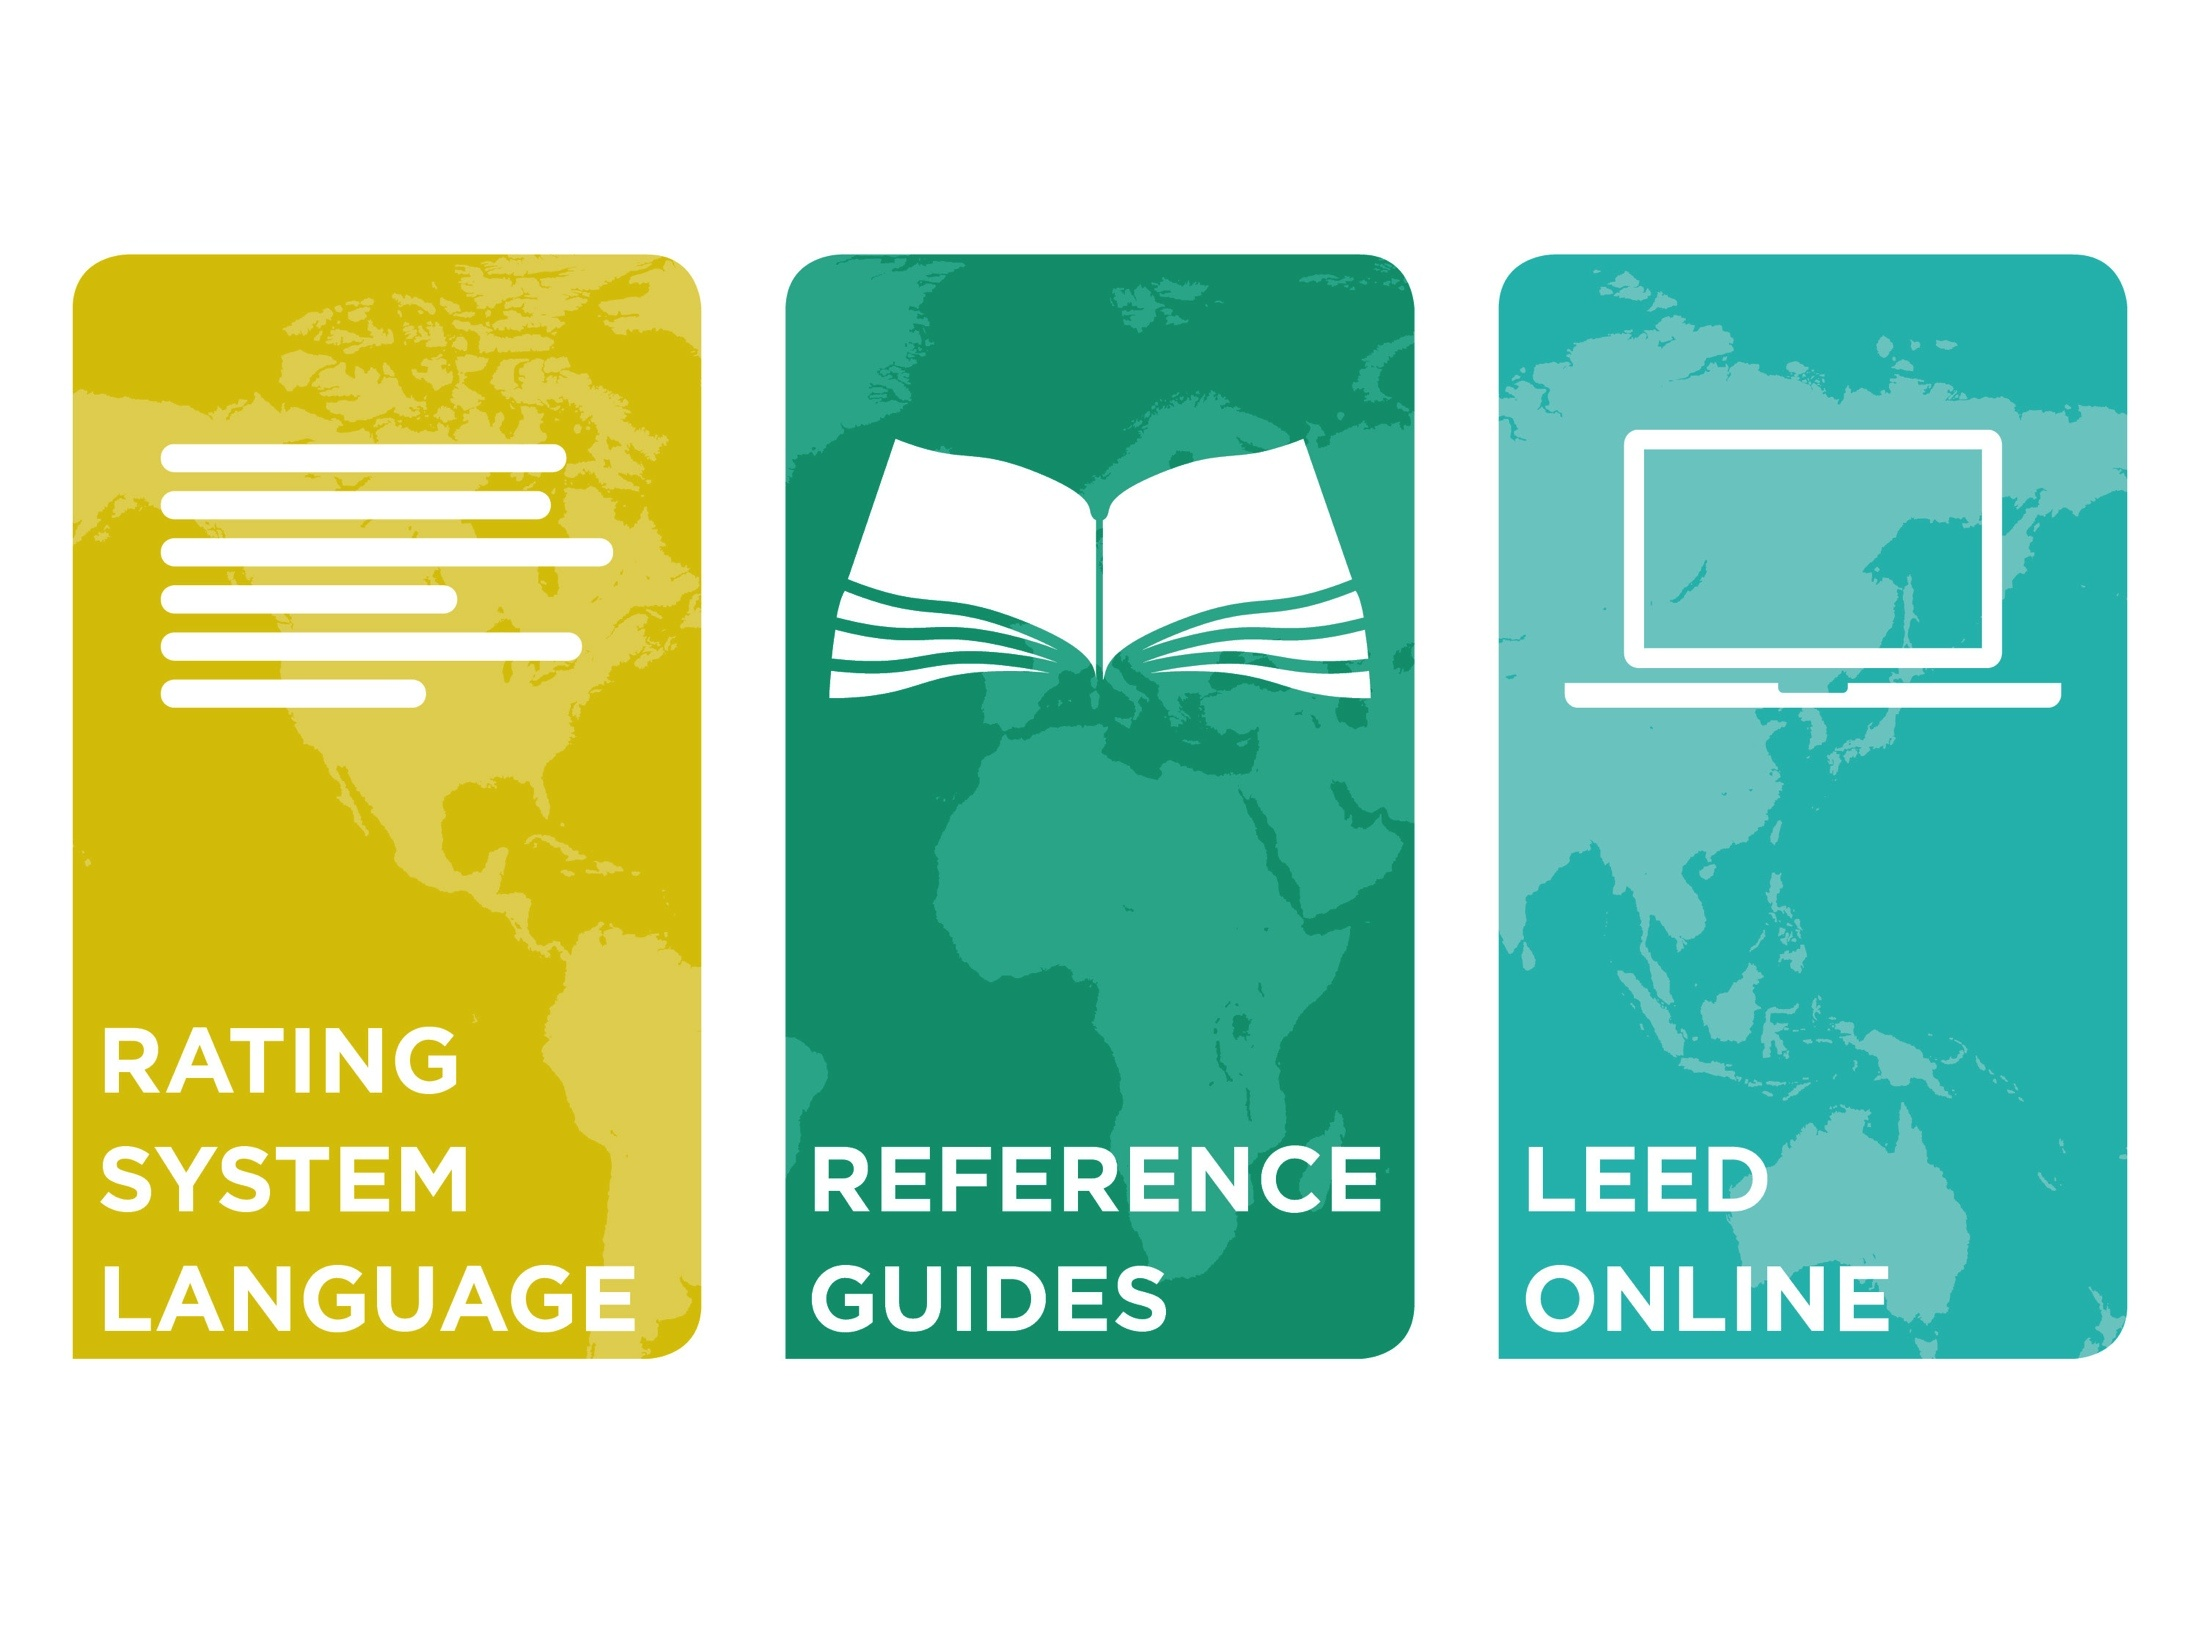 RATING
SYSTEM
LANGUAGE
REFERENCE
GUIDES
LEED
ONLINE